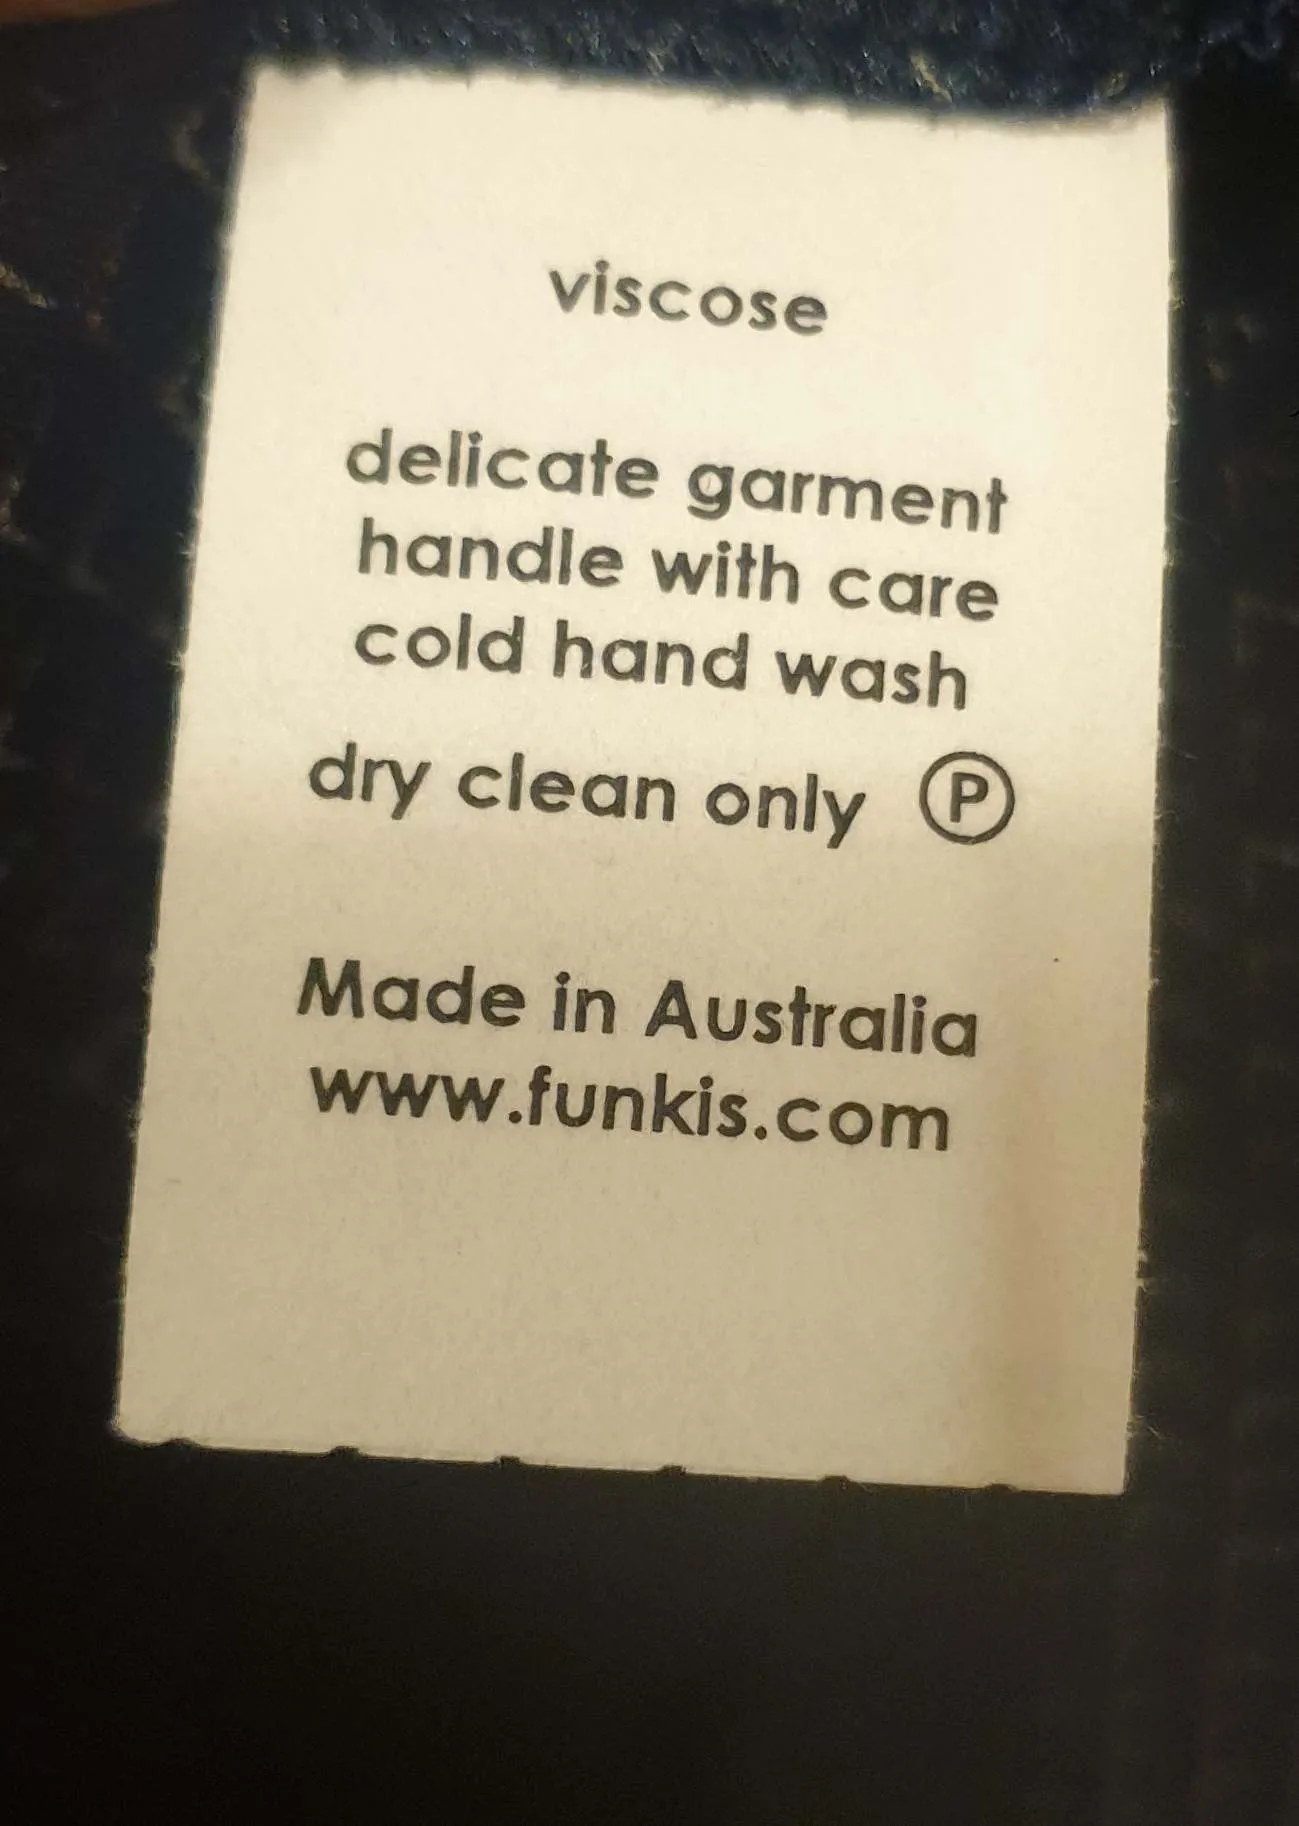 viscose
delicate garment
handle with care
cold hand wash
dry clean only Ⓟ
Made in Australia
www.funkis.com